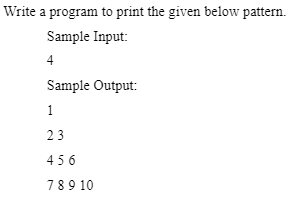 Write a program to print the given below pattern.
Sample Input:
4
Sample Output:
1
2 3
4 5 6
7 8 9 10